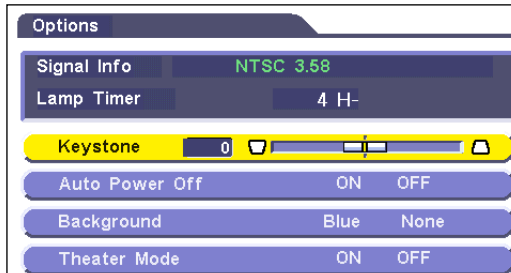 Options
Signal Info NTSC 3.58
Lamp Timer 4 H-
Keystone 0
Auto Power Off ON OFF
Background Blue None
Theater Mode ON OFF